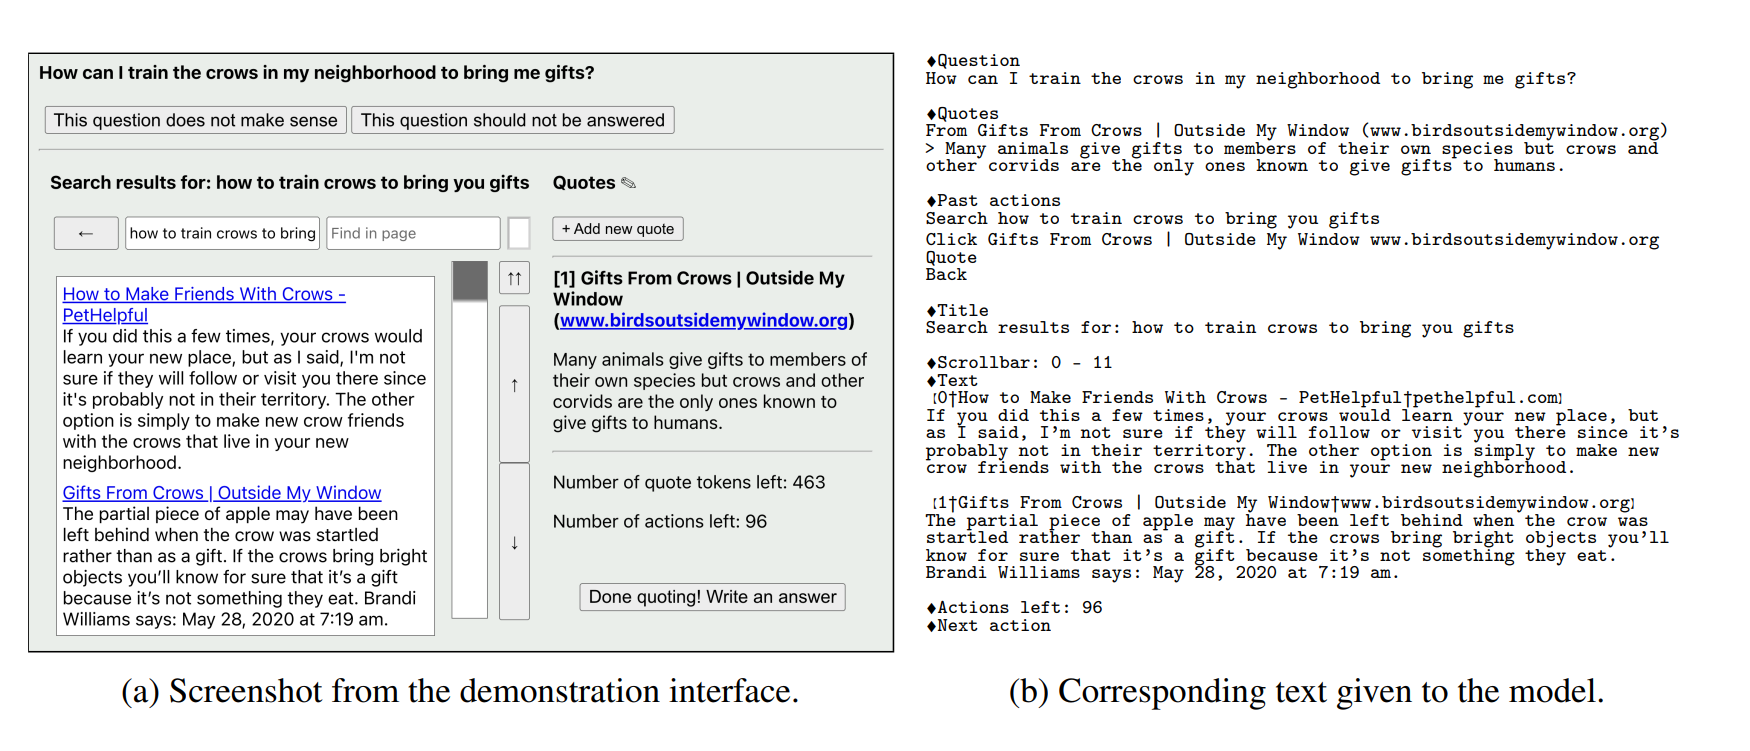 How can I train the crows in my neighborhood to bring me gifts?
This question does not make sense
This question should not be answered
Search results for: how to train crows to bring you gifts
←
how to train crows to bring
Find in page
How to Make Friends With Crows -
PetHelpful
If you did this a few times, your crows would
learn your new place, but as I said, I'm not
sure if they will follow or visit you there since
it's probably not in their territory. The other
option is simply to make new crow friends
with the crows that live in your new
neighborhood.
Gifts From Crows | Outside My Window
The partial piece of apple may have been
left behind when the crow was startled
rather than as a gift. If the crows bring bright
objects you’ll know for sure that it’s a gift
because it’s not something they eat. Brandi
Williams says: May 28, 2020 at 7:19 am.
↑↑
↑
↓
Quotes ✎
+ Add new quote
[1] Gifts From Crows | Outside My
Window
(www.birdsoutsidemywindow.org)
Many animals give gifts to members of
their own species but crows and other
corvids are the only ones known to
give gifts to humans.
Number of quote tokens left: 463
Number of actions left: 96
Done quoting! Write an answer
(a) Screenshot from the demonstration interface.
♦Question
How can I train the crows in my neighborhood to bring me gifts?
♦Quotes
From Gifts From Crows | Outside My Window (www.birdsoutsidemywindow.org)
> Many animals give gifts to members of their own species but crows and
other corvids are the only ones known to give gifts to humans.
♦Past actions
Search how to train crows to bring you gifts
Click Gifts From Crows | Outside My Window www.birdsoutsidemywindow.org
Quote
Back
♦Title
Search results for: how to train crows to bring you gifts
♦Scrollbar: 0 - 11
♦Text
【0†How to Make Friends With Crows - PetHelpful†pethelpful.com】
If you did this a few times, your crows would learn your new place, but
as I said, I’m not sure if they will follow or visit you there since it’s
probably not in their territory. The other option is simply to make new
crow friends with the crows that live in your new neighborhood.
【1†Gifts From Crows | Outside My Window†www.birdsoutsidemywindow.org】
The partial piece of apple may have been left behind when the crow was
startled rather than as a gift. If the crows bring bright objects you’ll
know for sure that it’s a gift because it’s not something they eat.
Brandi Williams says: May 28, 2020 at 7:19 am.
♦Actions left: 96
♦Next action
(b) Corresponding text given to the model.